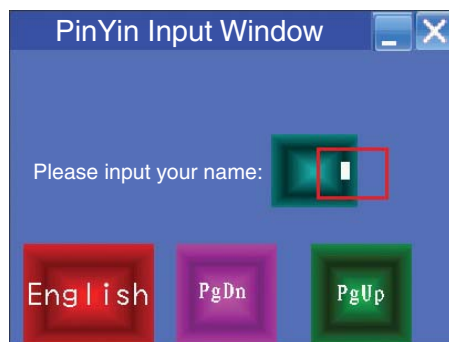 PinYin Input Window
Please input your name:
English
PgDn
PgUp